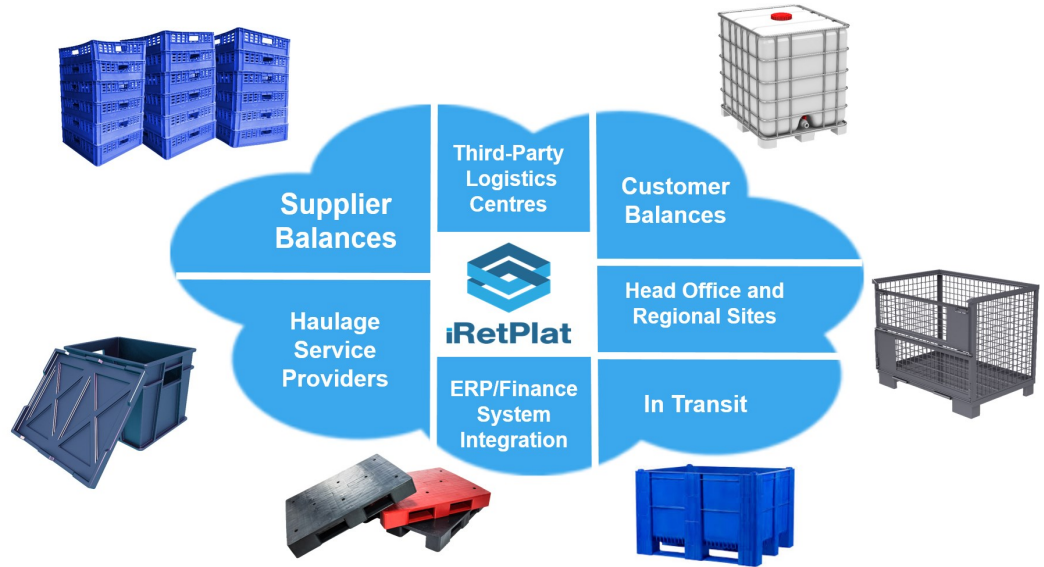 Third-Party
Logistics
Centres
Supplier
Balances
Customer
Balances
iRetPlat
Head Office and
Regional Sites
Haulage
Service
Providers
ERP/Finance
System
Integration
In Transit